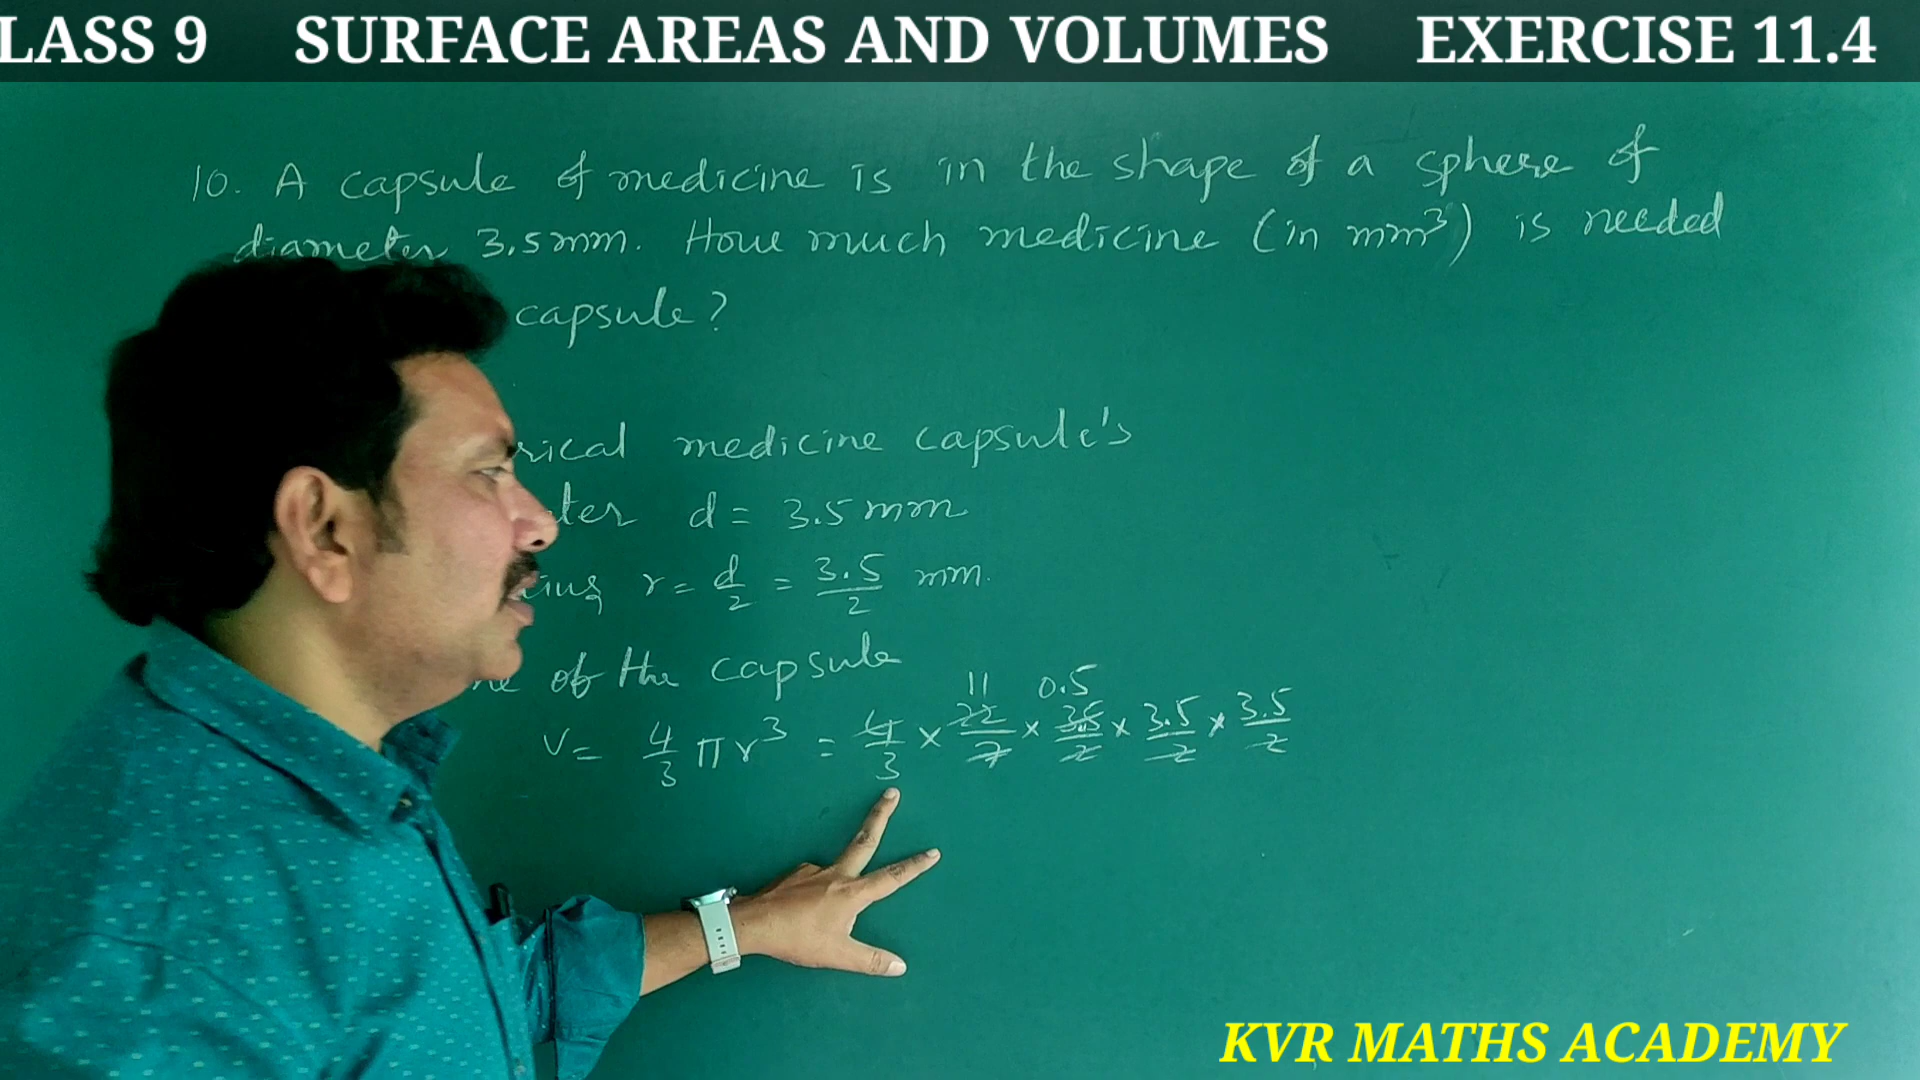 LASS 9 SURFACE AREAS AND VOLUMES EXERCISE 11.4
10. A capsule of medicine is in the shape of a sphere of
diameter 3.5mm. How much medicine (in mm³) is needed
capsule?
rical medicine capsule's
ter d = 3.5 mm
ius r = d/2 = 3.5/2 mm.
me of the capsule
11 0.5
V = 4/3 πr³ = 4/3 × 22/7 × 3.5/2 × 3.5/2 × 3.5/2
KVR MATHS ACADEMY